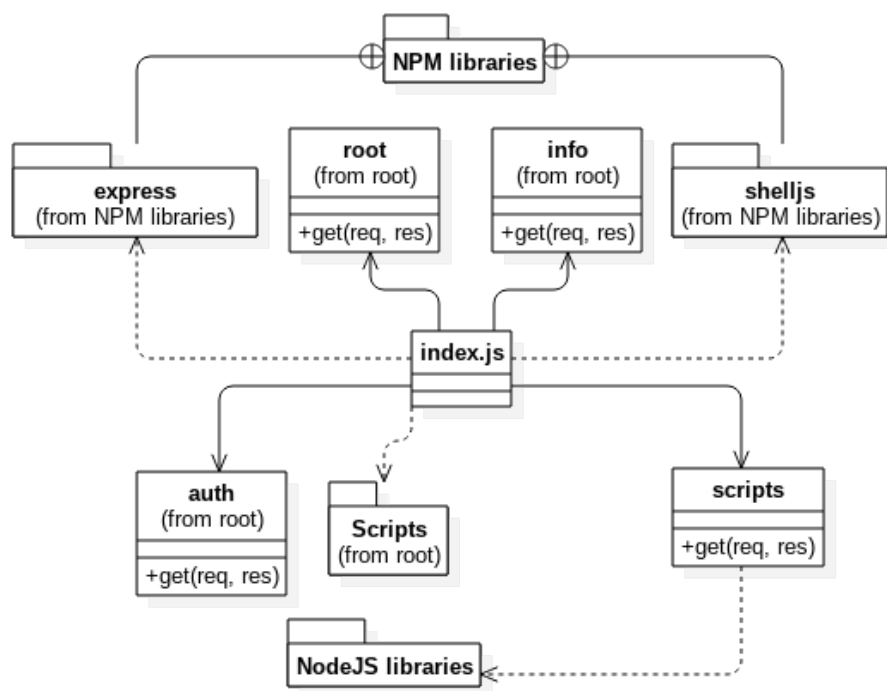 NPM libraries
express
(from NPM libraries)
root
(from root)
+get(req, res)
info
(from root)
+get(req, res)
shelljs
(from NPM libraries)
index.js
auth
(from root)
+get(req, res)
Scripts
(from root)
scripts
+get(req, res)
NodeJS libraries